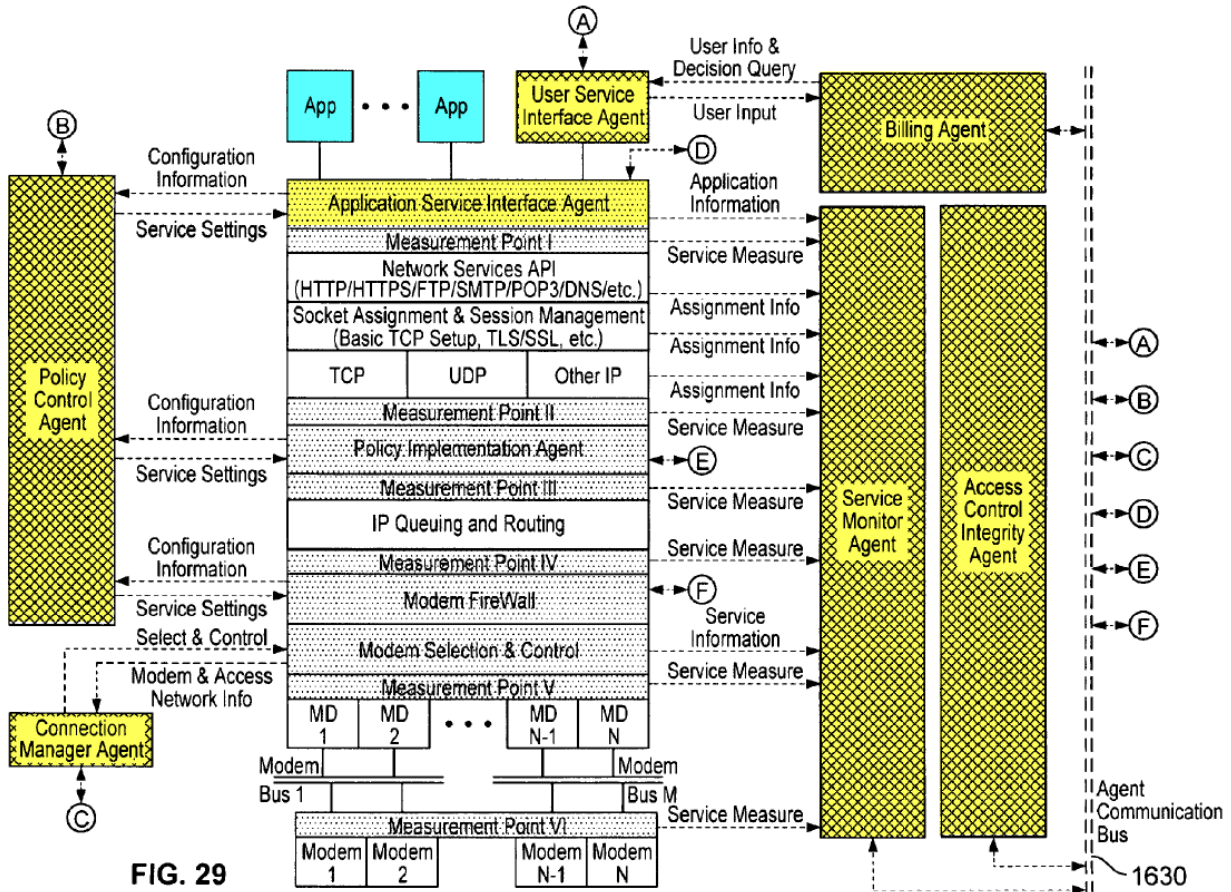 A
User Info &
Decision Query
User Input
App
App
User Service
Interface Agent
Billing Agent
B
D
Configuration
Information
Service Settings
Application Service Interface Agent
Application
Information
Measurement Point I
Service Measure
Network Services API
(HTTP/HTTPS/FTP/SMTP/POP3/DNS/etc.)
Assignment Info
Socket Assignment & Session Management
(Basic TCP Setup, TLS/SSL, etc.)
Assignment Info
TCP
UDP
Other IP
Assignment Info
Policy
Control
Agent
Measurement Point II
Service Measure
Configuration
Information
Service Settings
Policy Implementation Agent
E
Measurement Point III
Service Measure
IP Queuing and Routing
Service
Monitor
Agent
Access
Control
Integrity
Agent
Configuration
Information
Service Settings
Measurement Point IV
Service Measure
Modem FireWall
F
Select & Control
Modem Selection & Control
Service
Information
Modem & Access
Network Info
Measurement Point V
Service Measure
Connection
Manager Agent
C
MD
1
MD
2
MD
N-1
MD
N
Modem
Bus 1
Modem
Bus M
Measurement Point VI
Service Measure
Modem
1
Modem
2
Modem
N-1
Modem
N
A
B
C
D
E
F
Agent
Communication
Bus
1630
FIG. 29